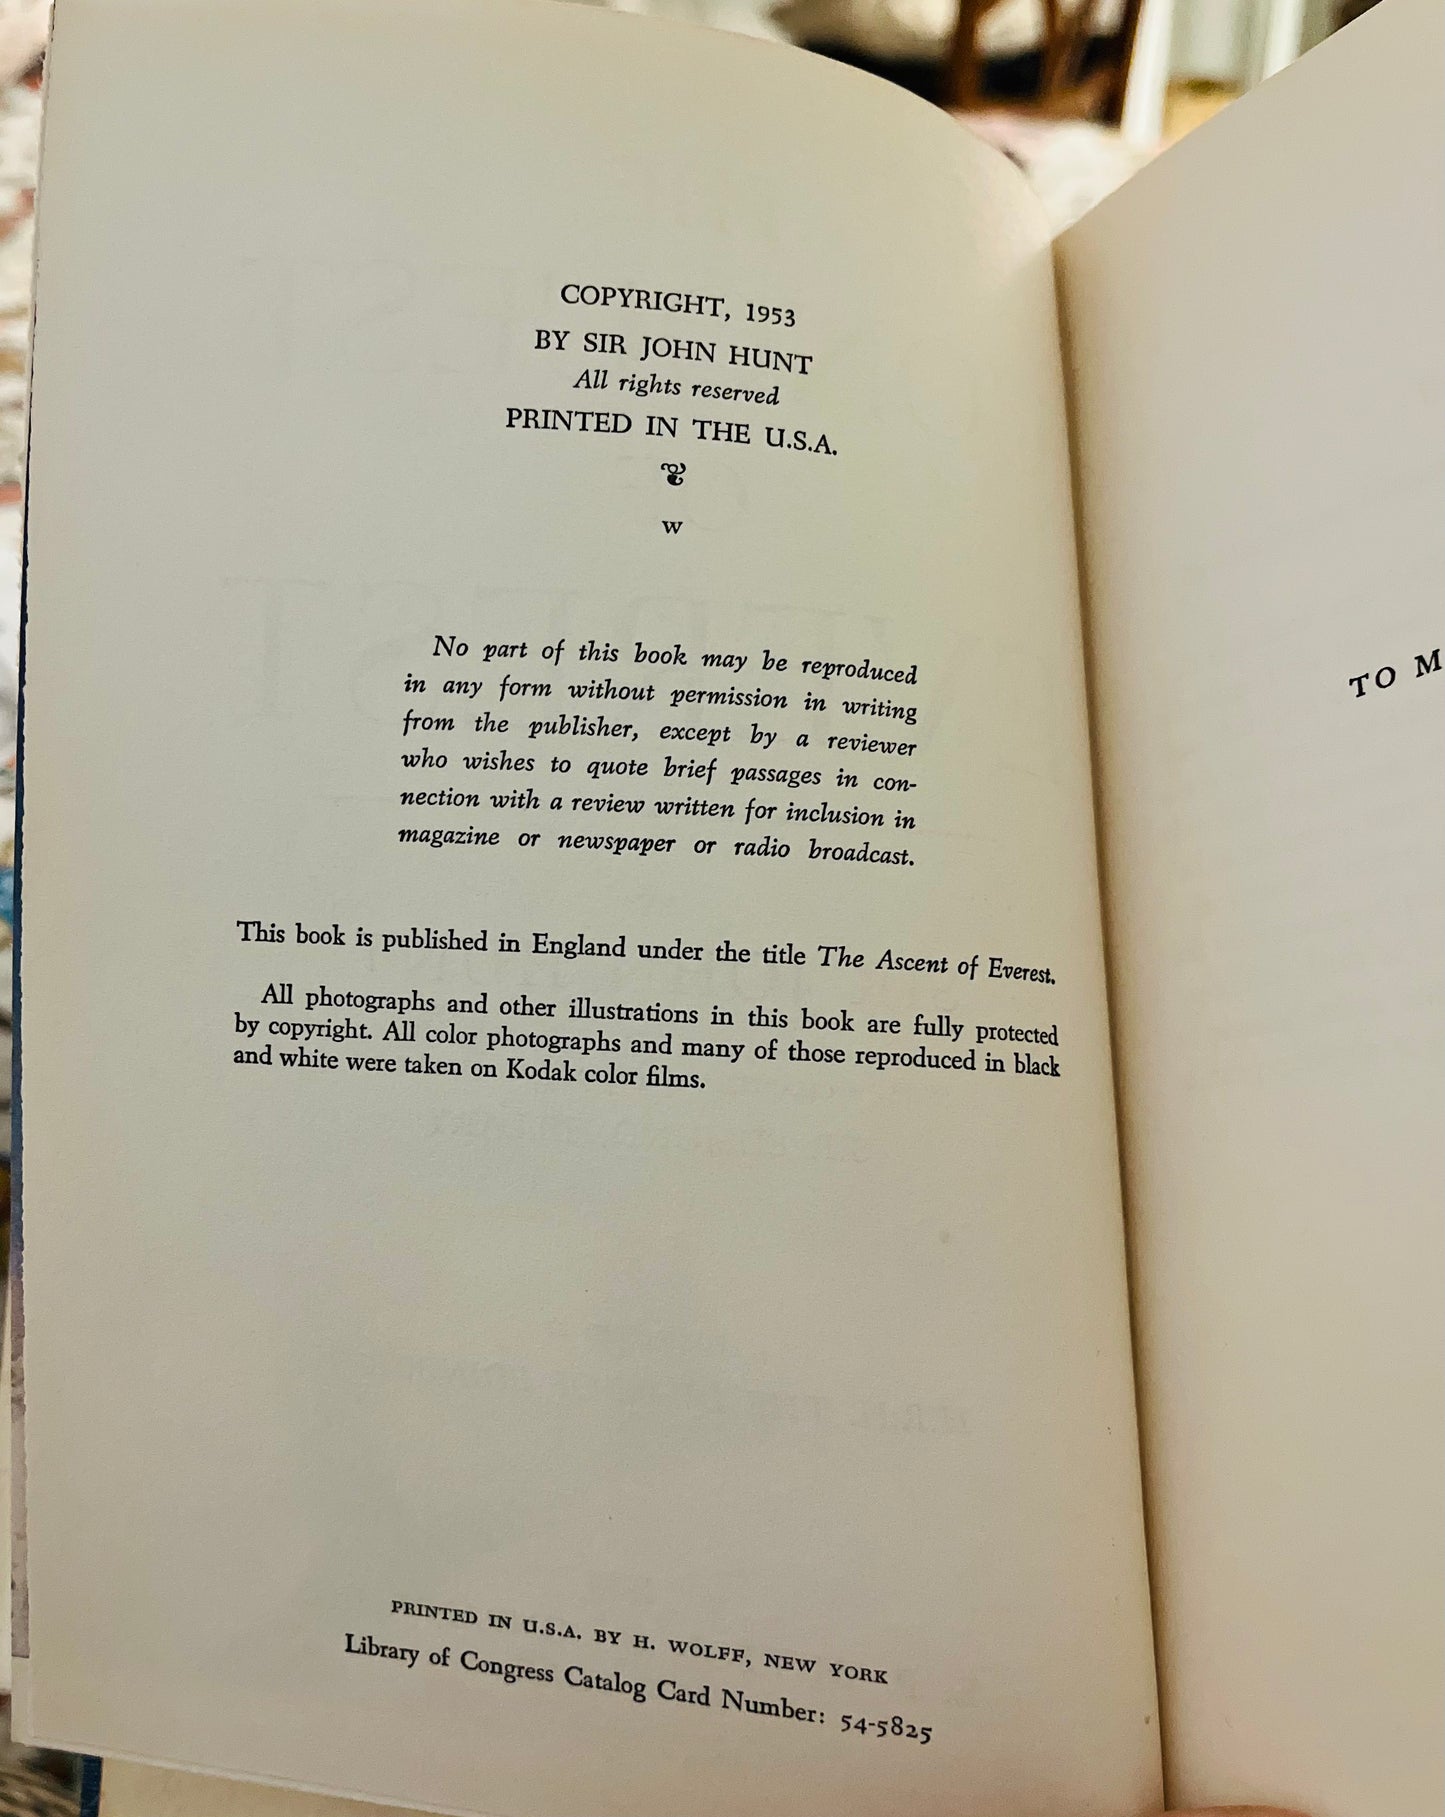 COPYRIGHT, 1953
BY SIR JOHN HUNT
All rights reserved
PRINTED IN THE U.S.A.
W
No part of this book may be reproduced
in any form without permission in writing
from the publisher, except by a reviewer
who wishes to quote brief passages in con-
nection with a review written for inclusion in
magazine or newspaper or radio broadcast.
This book is published in England under the title The Ascent of Everest.
All photographs and other illustrations in this book are fully protected
by copyright. All color photographs and many of those reproduced in black
and white were taken on Kodak color films.
PRINTED IN U.S.A. BY H. WOLFF, NEW YORK
Library of Congress Catalog Card Number: 54-5825
TO M